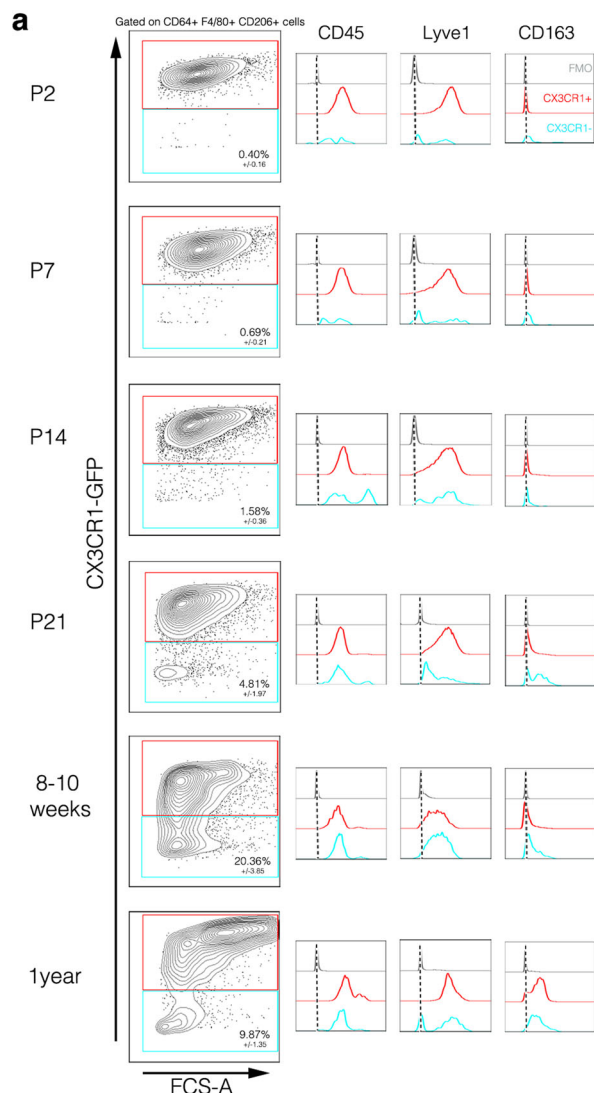 a
Gated on CD64+ F4/80+ CD206+ cells
CD45
Lyve1
CD163
P2
0.40%
+/-0.16
FMO
CX3CR1+
CX3CR1-
P7
0.69%
+/-0.21
P14
1.58%
+/-0.36
CX3CR1-GFP
P21
4.81%
+/-1.97
8-10
weeks
20.36%
+/-3.85
1year
9.87%
+/-1.35
FCS-A